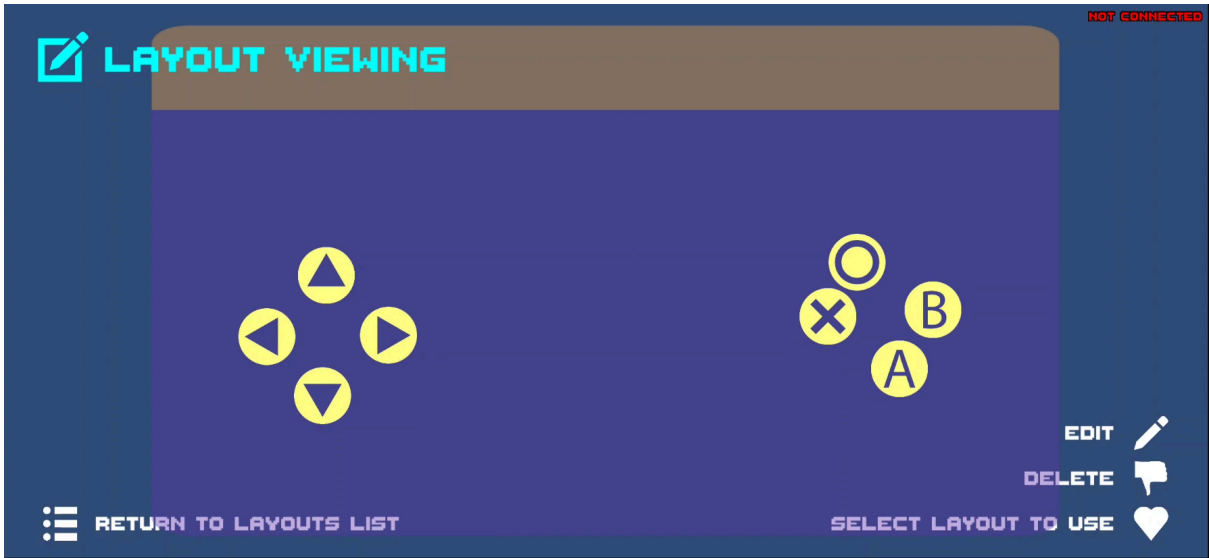 NOT CONNECTED
LAYOUT VIEWING
B
A
EDIT
DELETE
RETURN TO LAYOUTS LIST
SELECT LAYOUT TO USE